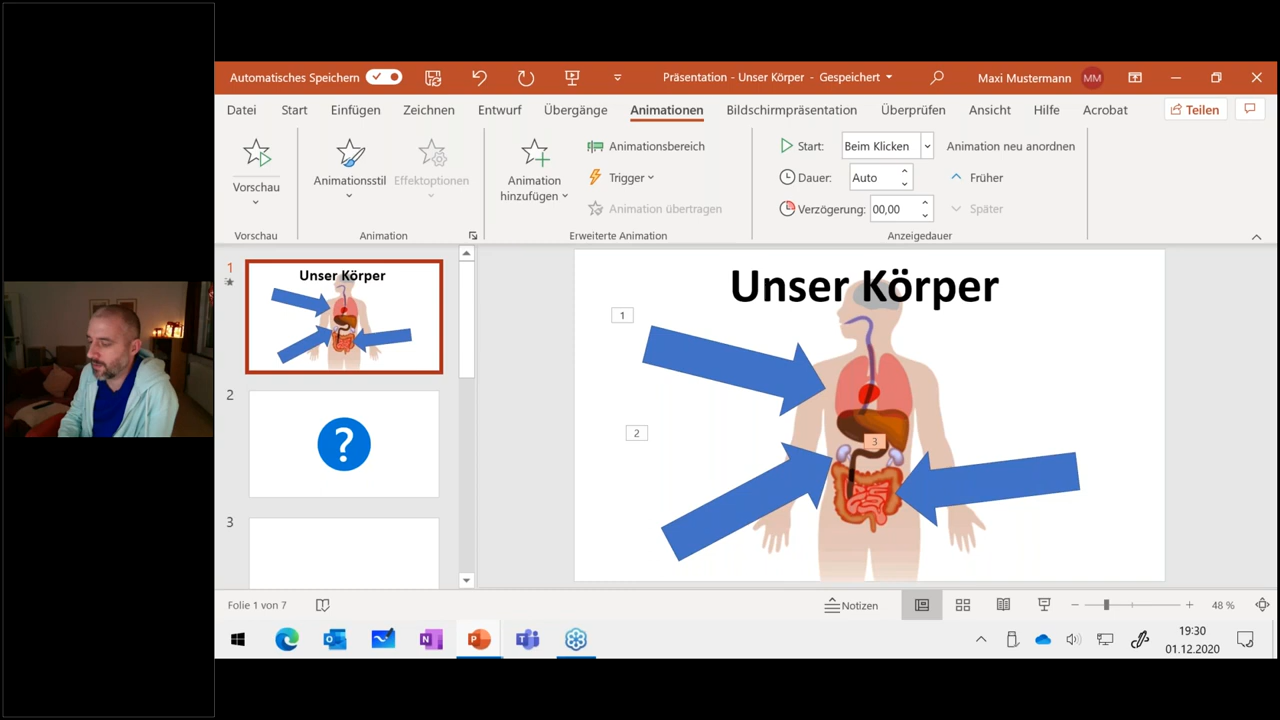 Automatisches Speichern
Präsentation - Unser Körper - Gespeichert
Maxi Mustermann MM
Datei Start Einfügen Zeichnen Entwurf Übergänge Animationen Bildschirmpräsentation Überprüfen Ansicht Hilfe Acrobat Teilen
Vorschau
Animationsstil
Effektoptionen
Animation
hinzufügen
Animationsbereich
Trigger
Animation übertragen
Start: Beim Klicken
Dauer: Auto
Verzögerung: 00,00
Animation neu anordnen
Früher
Später
Vorschau
Animation
Erweiterte Animation
Anzeigedauer
1
Unser Körper
2
?
3
Unser Körper
1
2
3
Folie 1 von 7
Notizen
48 %
19:30
01.12.2020